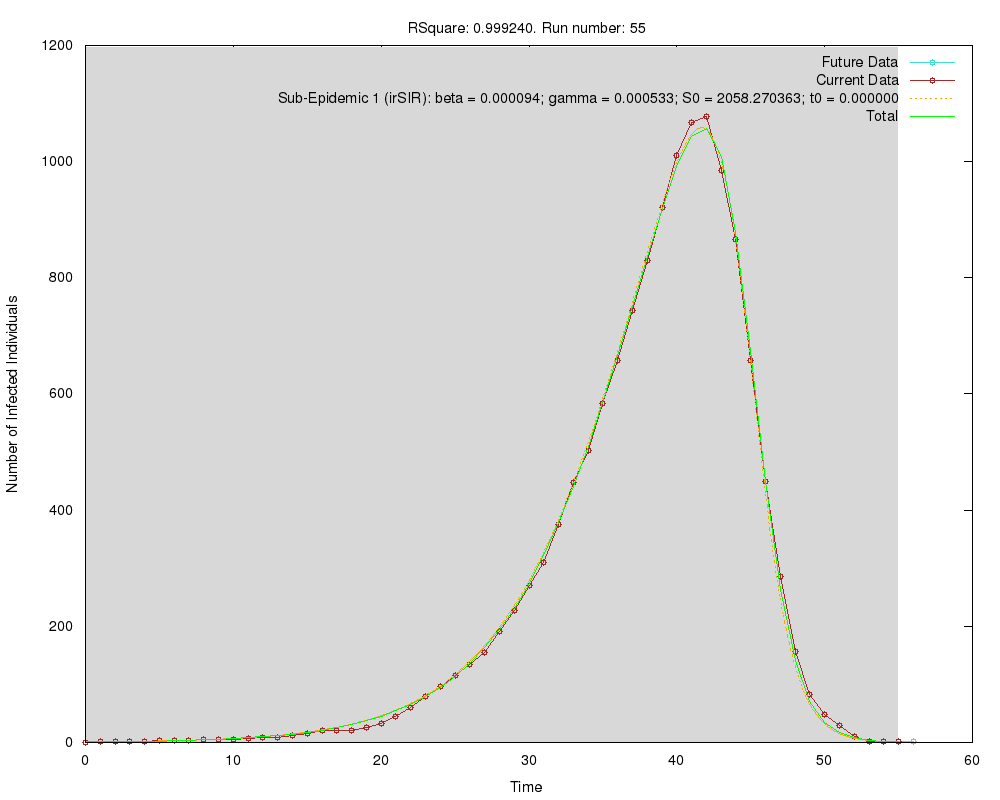 RSquare: 0.999240. Run number: 55
1200
Future Data
Current Data
Sub-Epidemic 1 (irSIR): beta = 0.000094; gamma = 0.000533; S0 = 2058.270363; t0 = 0.000000
Total
1000
800
600
400
200
0
Number of Infected Individuals
0 10 20 30 40 50 60
Time